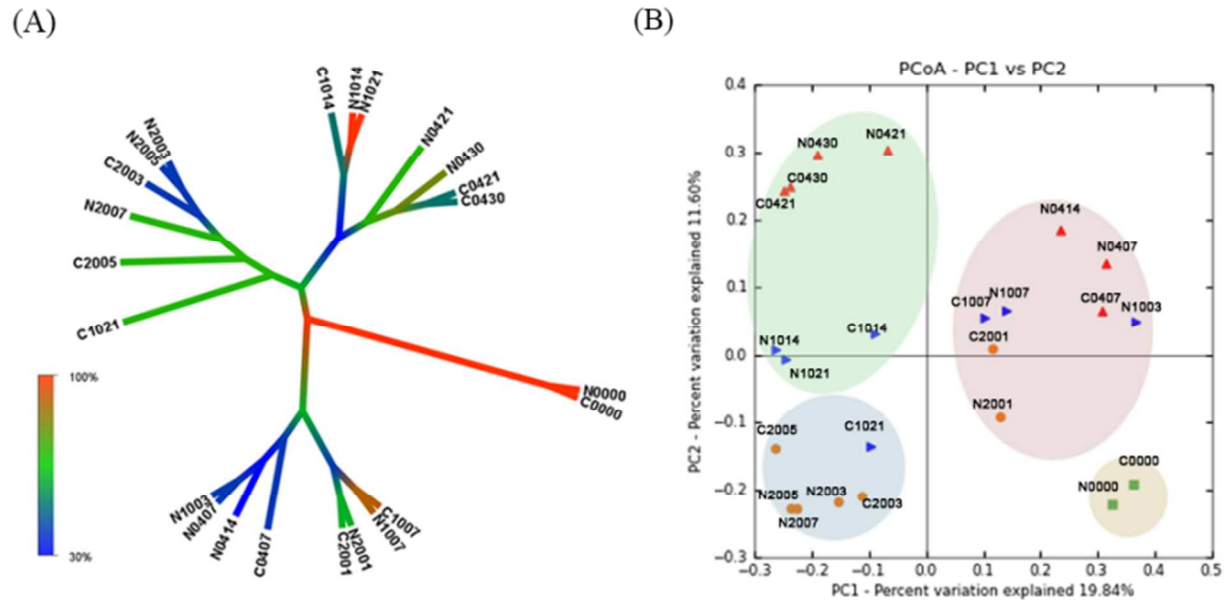 (A)
(B)
C1014
N1014
N1021
N0421
N0430
C0421
C0430
N2003
N2005
C2003
N2007
C2005
C1021
N0000
C0000
N1003
N0407
N0414
C0407
C2001
N2001
N1007
C1007
100%
30%
PCoA - PC1 vs PC2
PC2 - Percent variation explained 11.60%
0.4
0.3
0.2
0.1
0.0
−0.1
−0.2
−0.3
N0430
N0421
C0430
C0421
N0414
N0407
C0407
N1003
C1007
N1007
C2001
N2001
N1014
N1021
C1014
C2005
C1021
N2005
N2003
C2003
N2007
C0000
N0000
−0.3
−0.2
−0.1
0.0
0.1
0.2
0.3
0.4
0.5
PC1 - Percent variation explained 19.84%